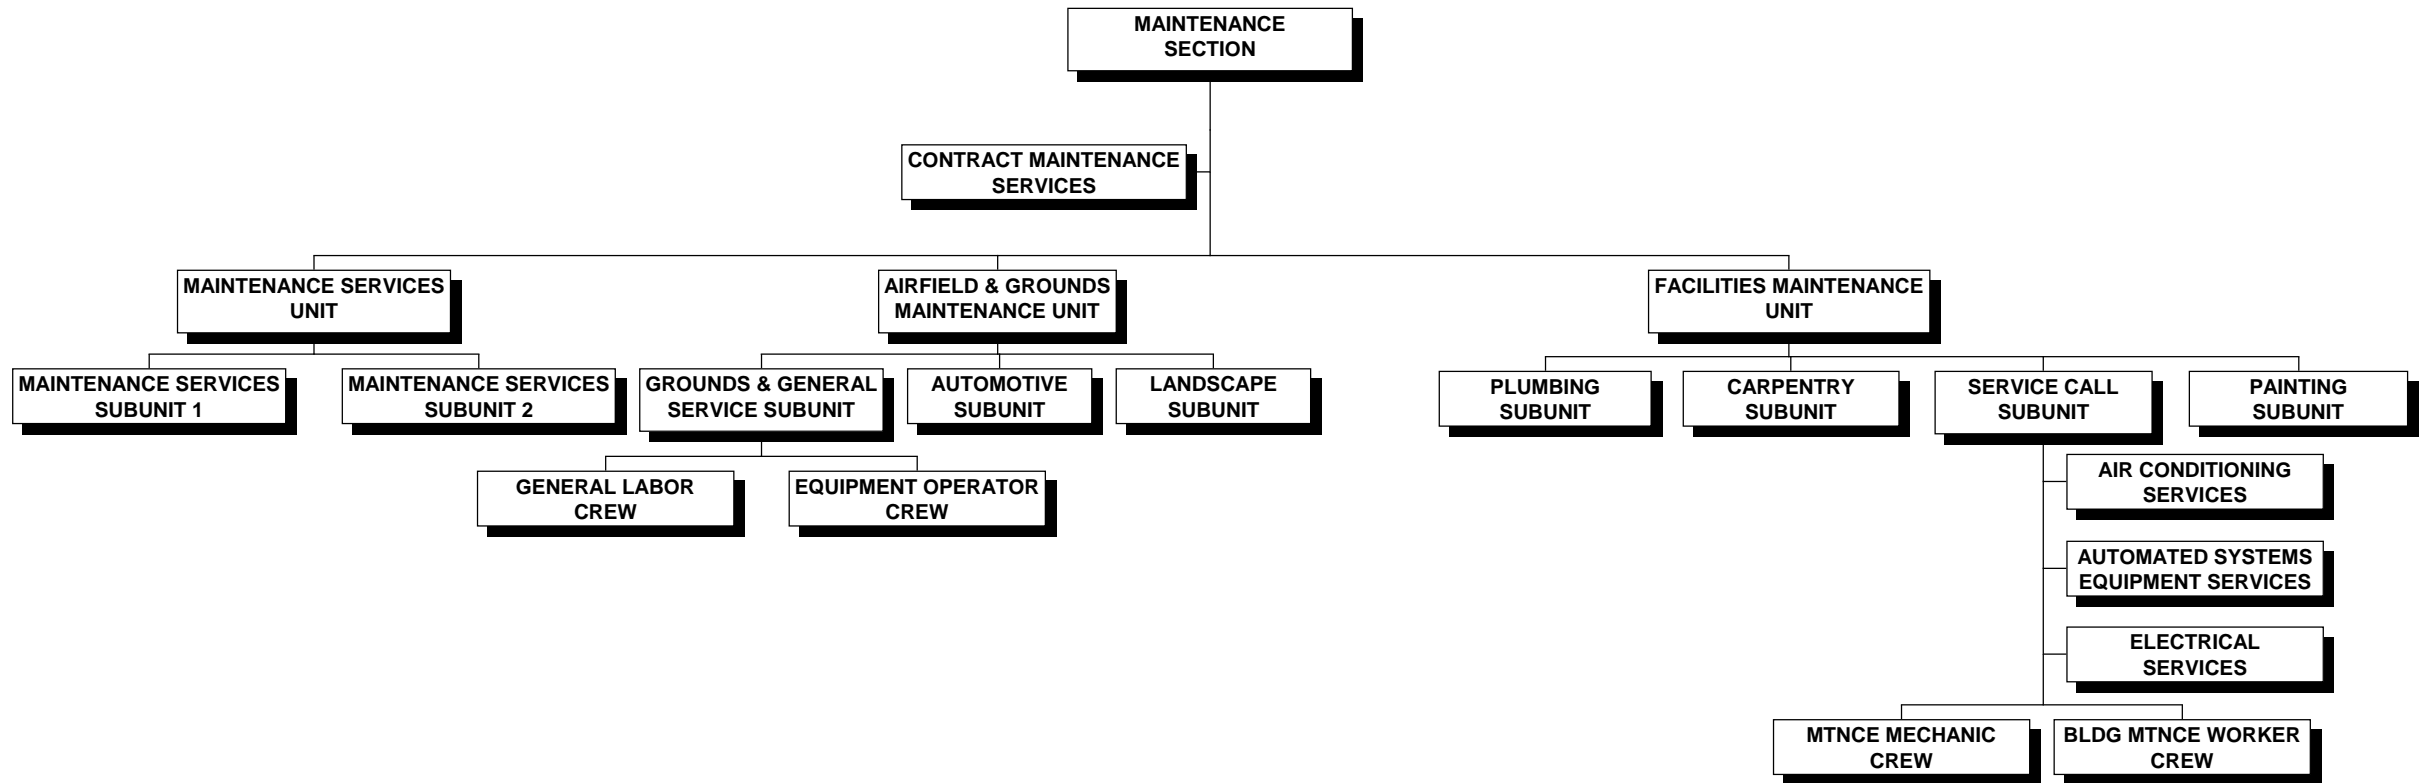 MAINTENANCE
SECTION
CONTRACT MAINTENANCE
SERVICES
MAINTENANCE SERVICES
UNIT
AIRFIELD & GROUNDS
MAINTENANCE UNIT
FACILITIES MAINTENANCE
UNIT
MAINTENANCE SERVICES
SUBUNIT 1
MAINTENANCE SERVICES
SUBUNIT 2
GROUNDS & GENERAL
SERVICE SUBUNIT
AUTOMOTIVE
SUBUNIT
LANDSCAPE
SUBUNIT
PLUMBING
SUBUNIT
CARPENTRY
SUBUNIT
SERVICE CALL
SUBUNIT
PAINTING
SUBUNIT
GENERAL LABOR
CREW
EQUIPMENT OPERATOR
CREW
AIR CONDITIONING
SERVICES
AUTOMATED SYSTEMS
EQUIPMENT SERVICES
ELECTRICAL
SERVICES
MTNCE MECHANIC
CREW
BLDG MTNCE WORKER
CREW